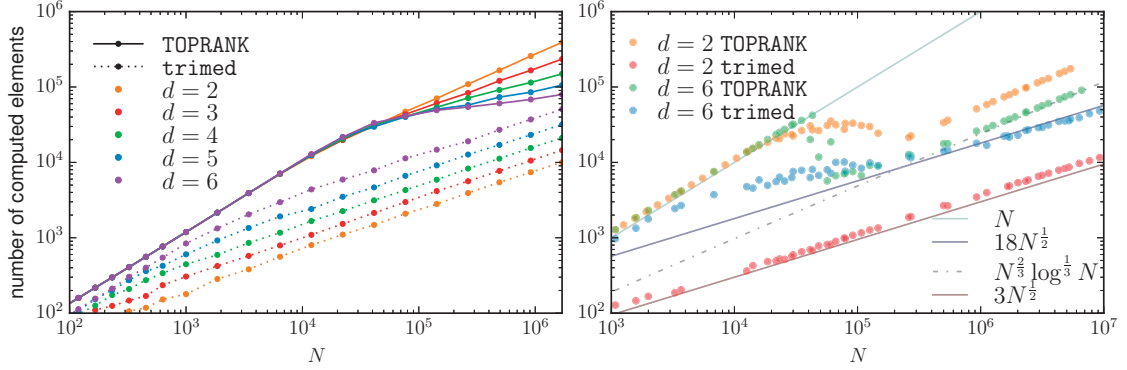 number of computed elements
10^6
10^5
10^4
10^3
10^2
TOPRANK
trimed
d = 2
d = 3
d = 4
d = 5
d = 6
10^2
10^3
10^4
10^5
10^6
N
10^6
10^5
10^4
10^3
10^2
d = 2 TOPRANK
d = 2 trimed
d = 6 TOPRANK
d = 6 trimed
N
18N^{1/2}
N^{2/3} log^{1/3} N
3N^{1/2}
10^3
10^4
10^5
10^6
10^7
N